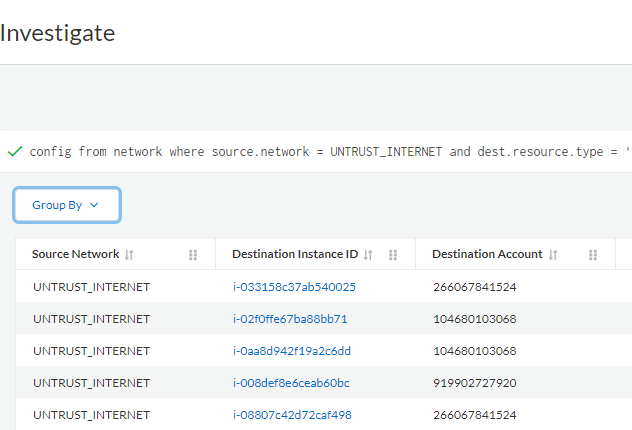 Investigate
config from network where source.network = UNTRUST_INTERNET and dest.resource.type = '
Group By
Source Network Destination Instance ID Destination Account
UNTRUST_INTERNET i-033158c37ab540025 266067841524
UNTRUST_INTERNET i-02f0ffe67ba88bb71 104680103068
UNTRUST_INTERNET i-0aa8d942f19a2c6dd 104680103068
UNTRUST_INTERNET i-008def8e6ceab60bc 919902727920
UNTRUST_INTERNET i-08807c42d72caf498 266067841524